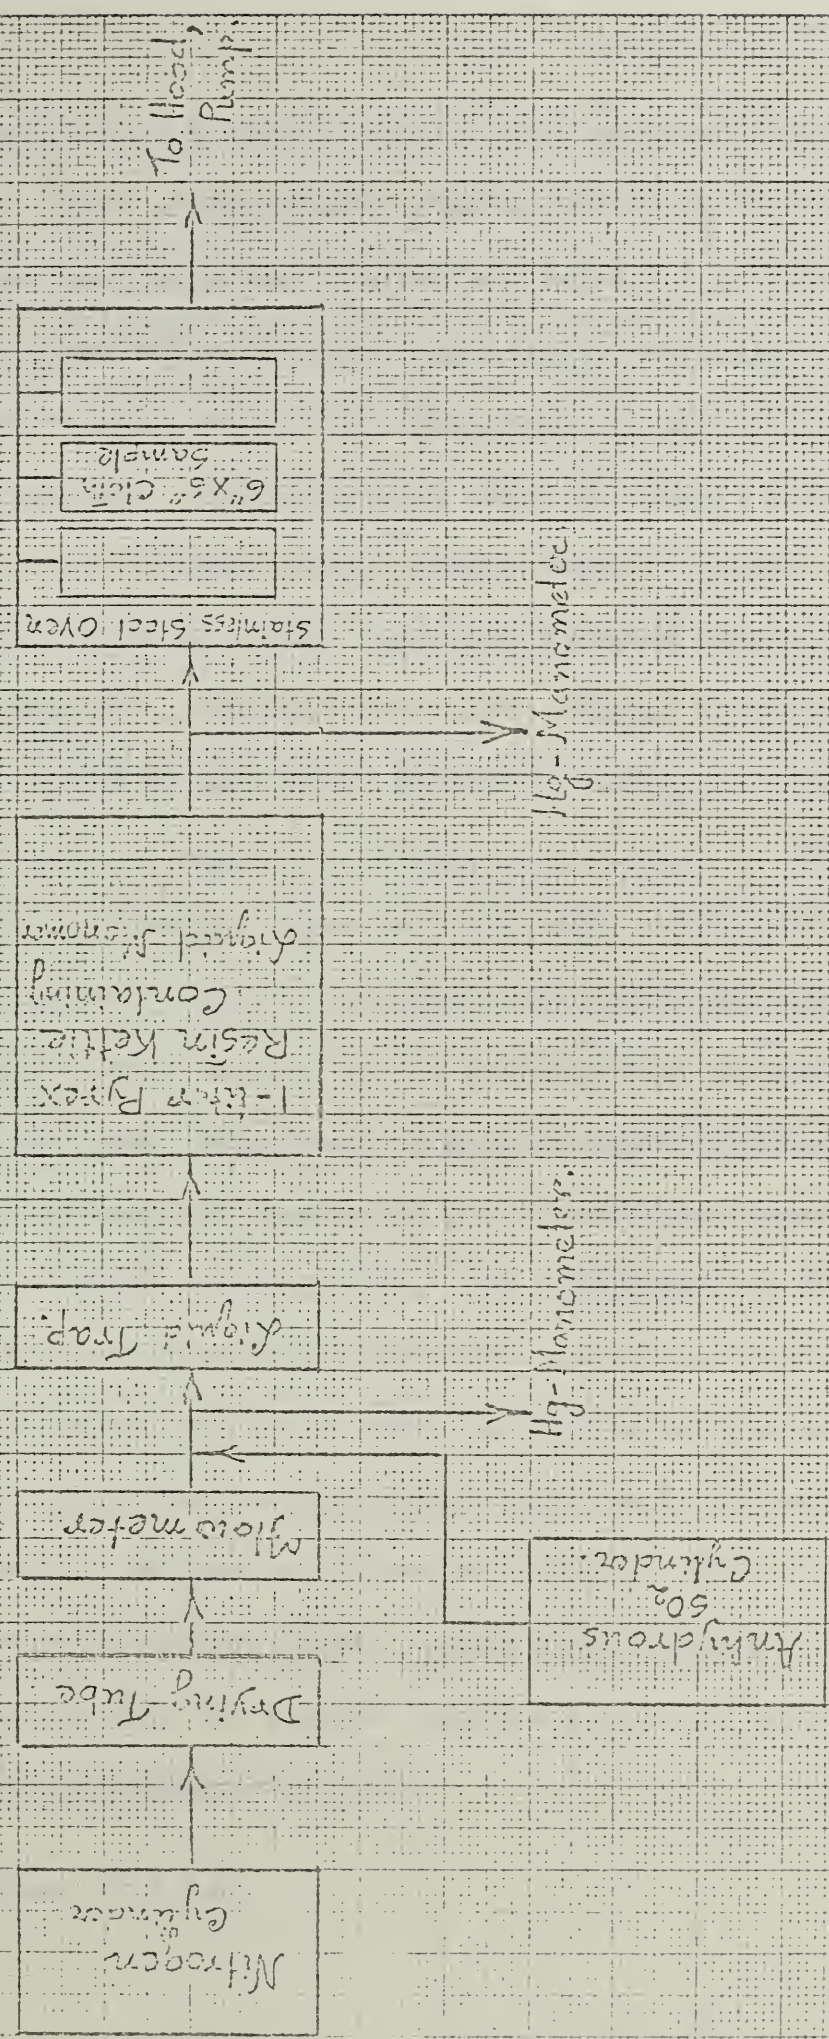 Nitrogen
Cylinder
Drying Tube
Flowmeter
Anhydrous
SO2
Cylinder.
Hg-Manometer.
Liquid Trap.
1-liter Pyrex
Resin Kettle
Containing
Liquid Monomer
Hg-Manometer.
Stainless Steel Oven
6"x6" Cloth
Sample
To Hood,
Pump.